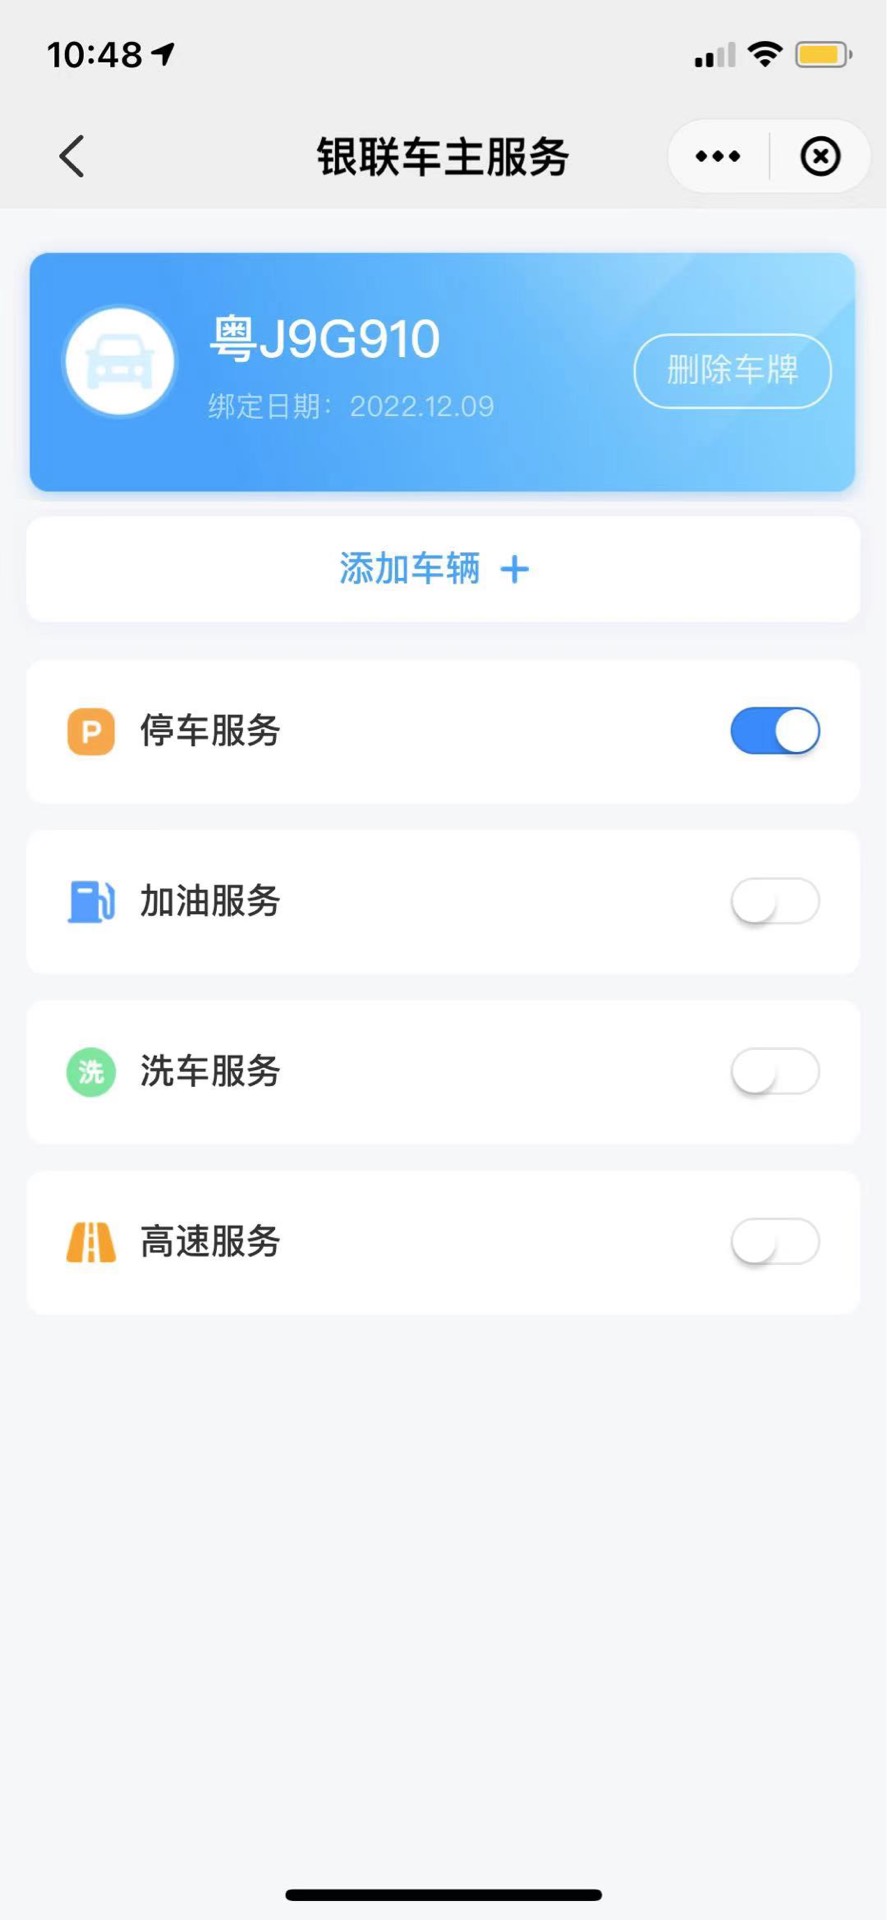 10:48
银联车主服务
粤J9G910
绑定日期：2022.12.09
删除车牌
添加车辆 +
P 停车服务
加油服务
洗 洗车服务
高速服务